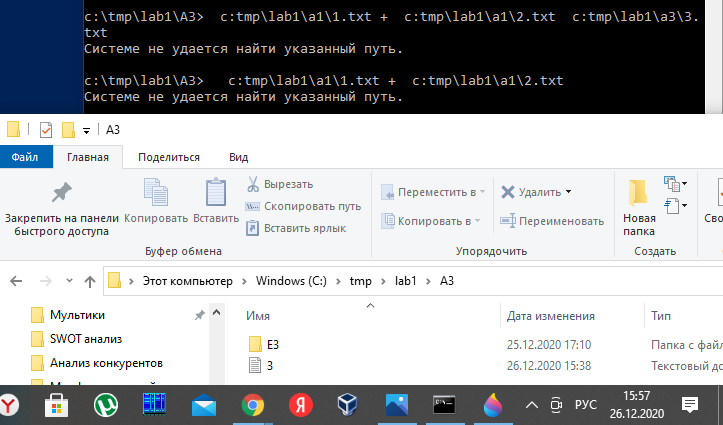 c:\tmp\lab1\A3>  c:tmp\lab1\a1\1.txt +  c:tmp\lab1\a1\2.txt  c:tmp\lab1\a3\3.
txt
Системе не удается найти указанный путь.
c:\tmp\lab1\A3>   c:tmp\lab1\a1\1.txt +  c:tmp\lab1\a1\2.txt
Системе не удается найти указанный путь.
A3
Файл Главная Поделиться Вид
Закрепить на панели быстрого доступа
Копировать
Вставить
Вырезать
Скопировать путь
Вставить ярлык
Буфер обмена
Переместить в
Копировать в
Удалить
Переименовать
Упорядочить
Новая
папка
Создать
Сво
Этот компьютер > Windows (C:) > tmp > lab1 > A3
Мультики
SWOT анализ
Анализ конкурентов
Имя Дата изменения Тип
E3 25.12.2020 17:10 Папка с файл
3 26.12.2020 15:38 Текстовый до
РУС
15:57
26.12.2020